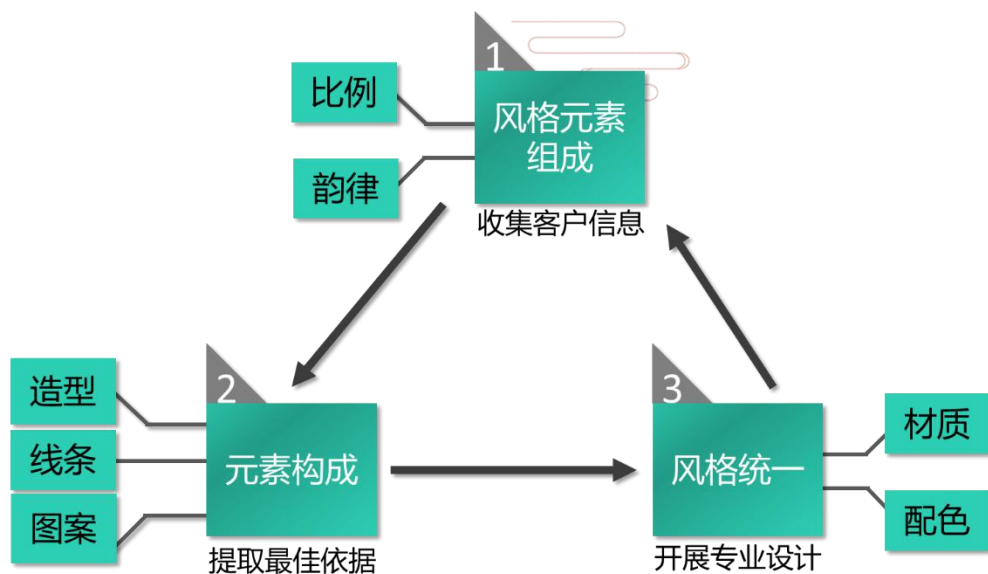 1
比例
风格元素
组成
韵律
收集客户信息
2
造型
线条
元素构成
图案
提取最佳依据
3
材质
风格统一
配色
开展专业设计